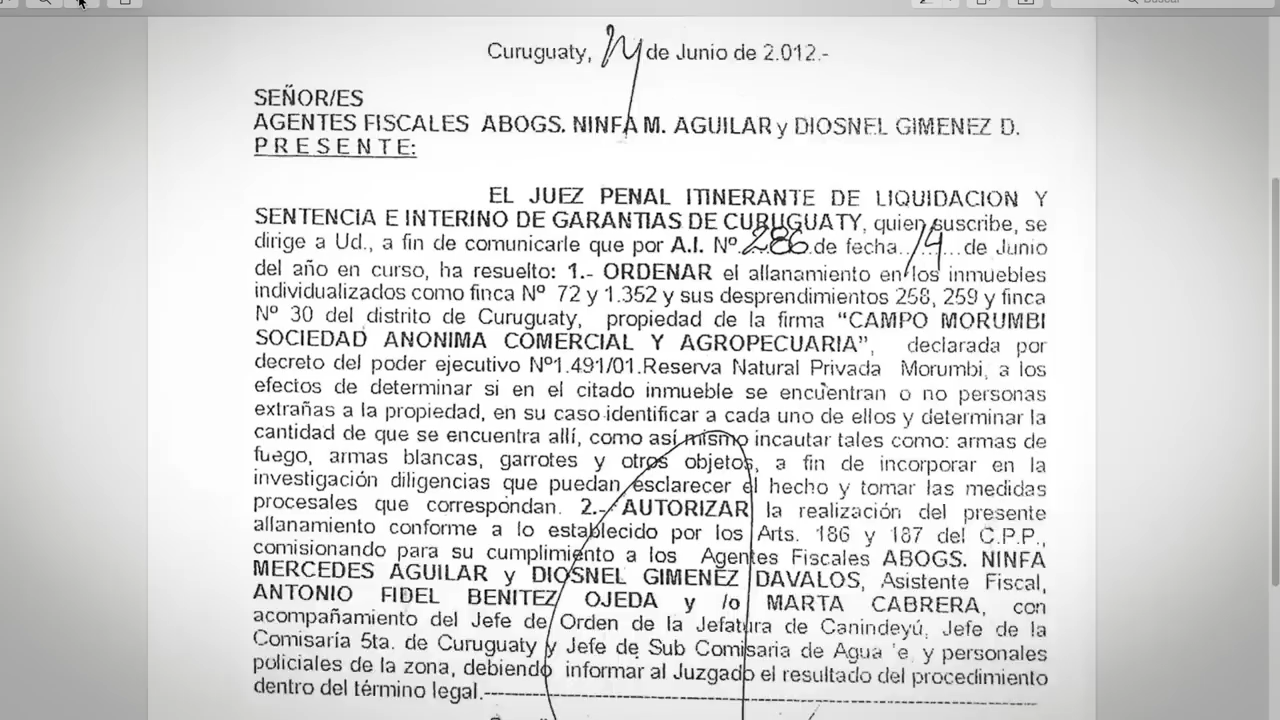 Curuguaty, de Junio de 2.012.-
SEÑOR/ES
AGENTES FISCALES ABOGS. NINFA M. AGUILAR y DIOSNEL GIMENEZ D.
P R E S E N T E:
EL JUEZ PENAL ITINERANTE DE LIQUIDACION Y
SENTENCIA E INTERINO DE GARANTIAS DE CURUGUATY, quien suscribe, se
dirige a Ud., a fin de comunicarle que por A.I. Nº 286 de fecha.. de Junio
del año en curso, ha resuelto: 1.- ORDENAR el allanamiento en los inmuebles
individualizados como finca Nº 72 y 1.352 y sus desprendimientos 258, 259 y finca
Nº 30 del distrito de Curuguaty, propiedad de la firma “CAMPO MORUMBI
SOCIEDAD ANONIMA COMERCIAL Y AGROPECUARIA”, declarada por
decreto del poder ejecutivo Nº1.491/01.Reserva Natural Privada Morumbi, a los
efectos de determinar si en el citado inmueble se encuentran o no personas
extrañas a la propiedad, en su caso identificar a cada uno de ellos y determinar la
cantidad de que se encuentra allí, como así mismo incautar tales como: armas de
fuego, armas blancas, garrotes y otros objetos, a fin de incorporar en la
investigación diligencias que puedan esclarecer el hecho y tomar las medidas
procesales que correspondan. 2.- AUTORIZAR la realización del presente
allanamiento conforme a lo establecido por los Arts. 186 y 187 del C.P.P.,
comisionando para su cumplimiento a los Agentes Fiscales ABOGS. NINFA
MERCEDES AGUILAR y DIOSNEL GIMENEZ DAVALOS, Asistente Fiscal,
ANTONIO FIDEL BENITEZ OJEDA y /o MARTA CABRERA, con
acompañamiento del Jefe de Orden de la Jefatura de Canindeyú, Jefe de la
Comisaría 5ta. de Curuguaty y Jefe de Sub Comisaria de Agua 'e, y personales
policiales de la zona, debiendo informar al Juzgado el resultado del procedimiento
dentro del término legal.-